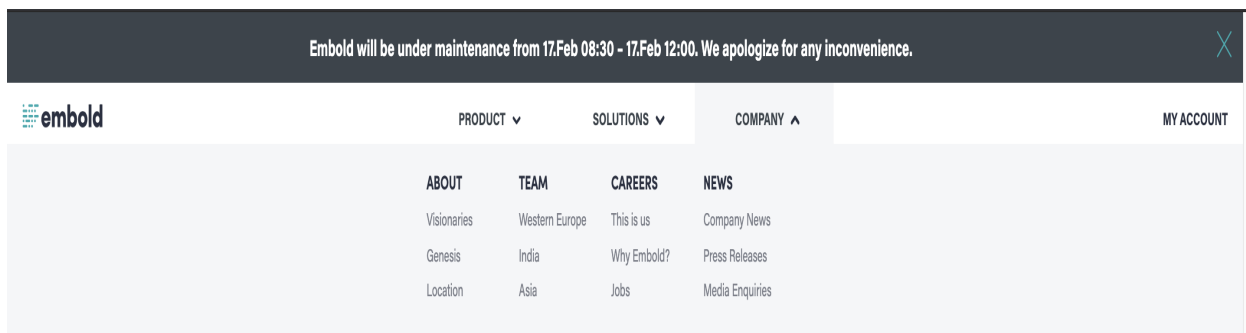 Embold will be under maintenance from 17.Feb 08:30 – 17.Feb 12:00. We apologize for any inconvenience.
embold
PRODUCT
SOLUTIONS
COMPANY
MY ACCOUNT
ABOUT
Visionaries
Genesis
Location
TEAM
Western Europe
India
Asia
CAREERS
This is us
Why Embold?
Jobs
NEWS
Company News
Press Releases
Media Enquiries